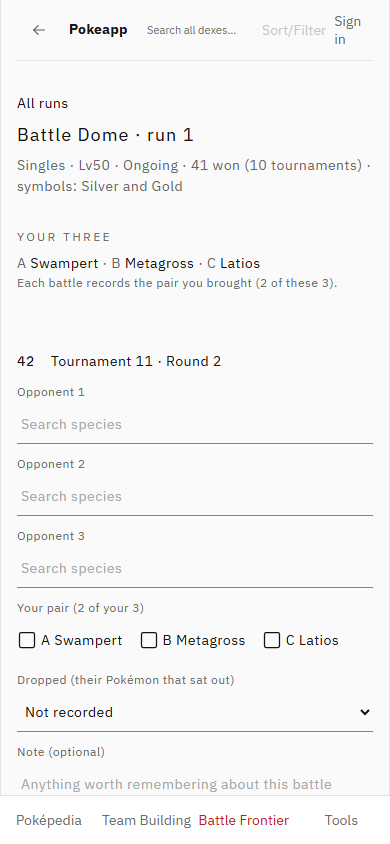 Pokeapp Search all dexes... Sort/Filter Sign in
All runs
Battle Dome · run 1
Singles · Lv50 · Ongoing · 41 won (10 tournaments) ·
symbols: Silver and Gold
YOUR THREE
A Swampert · B Metagross · C Latios
Each battle records the pair you brought (2 of these 3).
42 Tournament 11 · Round 2
Opponent 1
Search species
Opponent 2
Search species
Opponent 3
Search species
Your pair (2 of your 3)
A Swampert B Metagross C Latios
Dropped (their Pokémon that sat out)
Not recorded
Note (optional)
Anything worth remembering about this battle
Poképedia Team Building Battle Frontier Tools